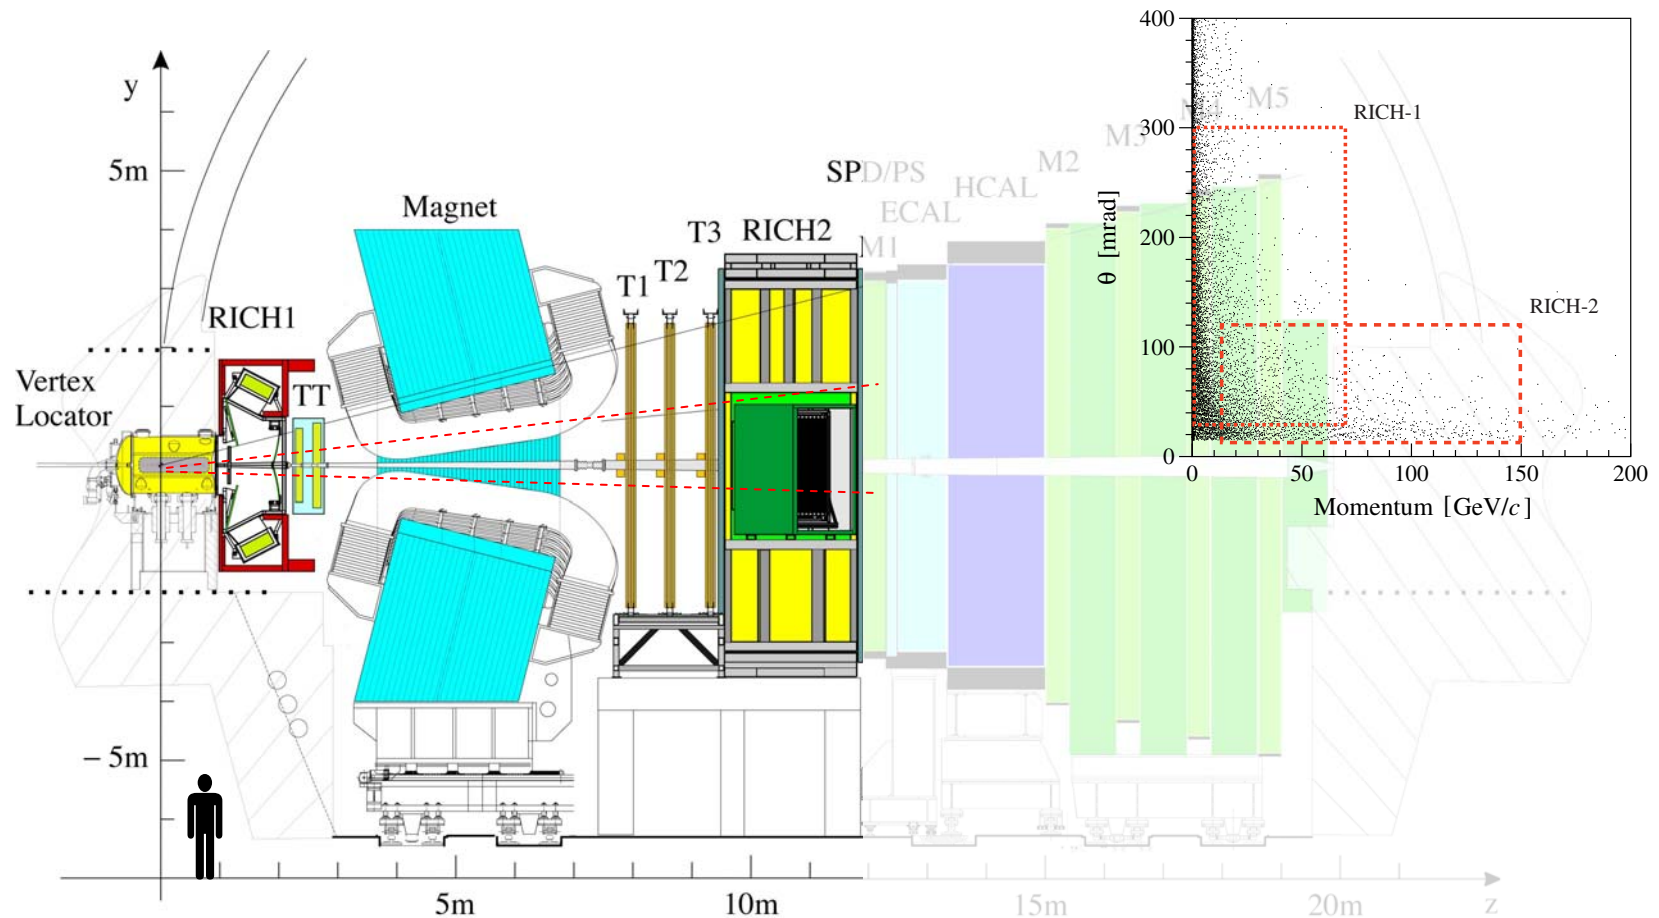 y
5m
− 5m
Vertex
Locator
RICH1
TT
Magnet
T1
T2
T3
RICH2
SPD/PS
ECAL
HCAL
M1
M2
M3
M4
M5
5m
10m
15m
20m
z
400
300
200
100
0
θ [mrad]
RICH-1
RICH-2
0
50
100
150
200
Momentum [GeV/c]